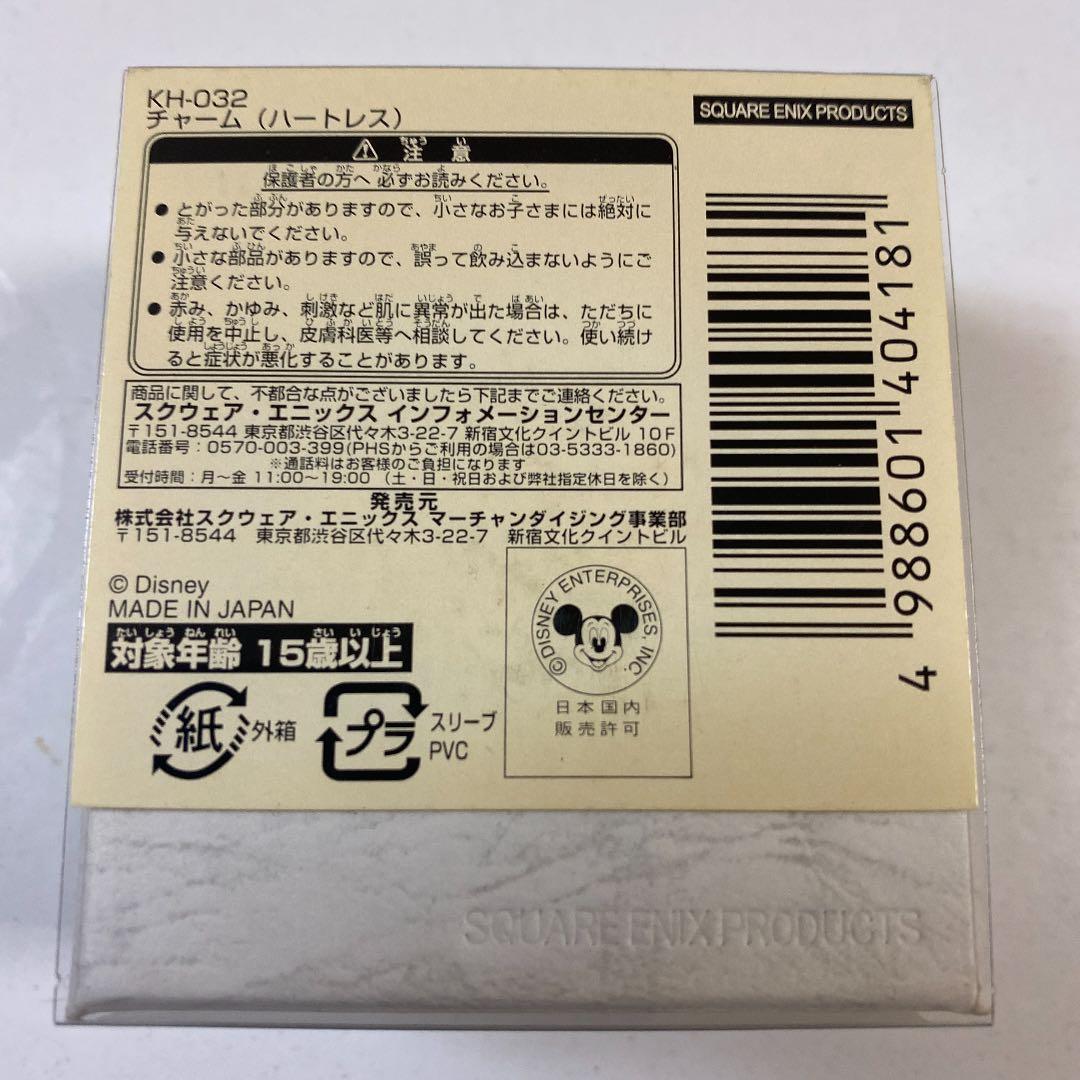 KH-032
チャーム（ハートレス）
SQUARE ENIX PRODUCTS
注意
保護者の方へ 必ずお読みください。
● とがった部分がありますので、小さなお子さまには絶対に
与えないでください。
● 小さな部品がありますので、誤って飲み込まないようにご
注意ください。
● 赤み、かゆみ、刺激など肌に異常が出た場合は、ただちに
使用を中止し、皮膚科医等へ相談してください。使い続け
ると症状が悪化することがあります。
商品に関して、不都合な点がございましたら下記までご連絡ください。
スクウェア・エニックス インフォメーションセンター
〒151-8544 東京都渋谷区代々木3-22-7 新宿文化クイントビル 10F
電話番号：0570-003-399(PHSからご利用の場合は03-5333-1860)
※通話料はお客様のご負担になります
受付時間：月～金 11:00～19:00 （土・日・祝日および弊社指定休日を除く）
発売元
株式会社スクウェア・エニックス マーチャンダイジング事業部
〒151-8544 東京都渋谷区代々木3-22-7 新宿文化クイントビル
4 988601 404181
© Disney
MADE IN JAPAN
対象年齢 15歳以上
紙 外箱
プラ スリーブ
PVC
©DISNEY ENTERPRISES, INC.
日本国内
販売許可
SQUARE ENIX PRODUCTS